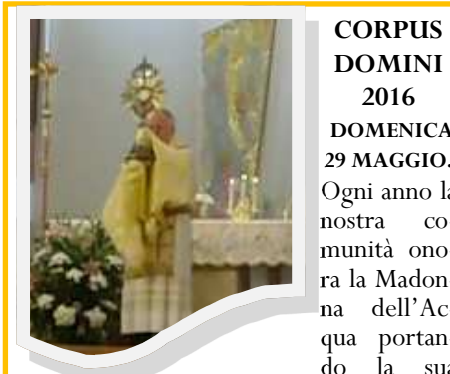 CORPUS
DOMINI
2016
DOMENICA
29 MAGGIO.
Ogni anno la
nostra co-
munità ono-
ra la Madon-
na dell'Ac-
qua portan-
do la sua